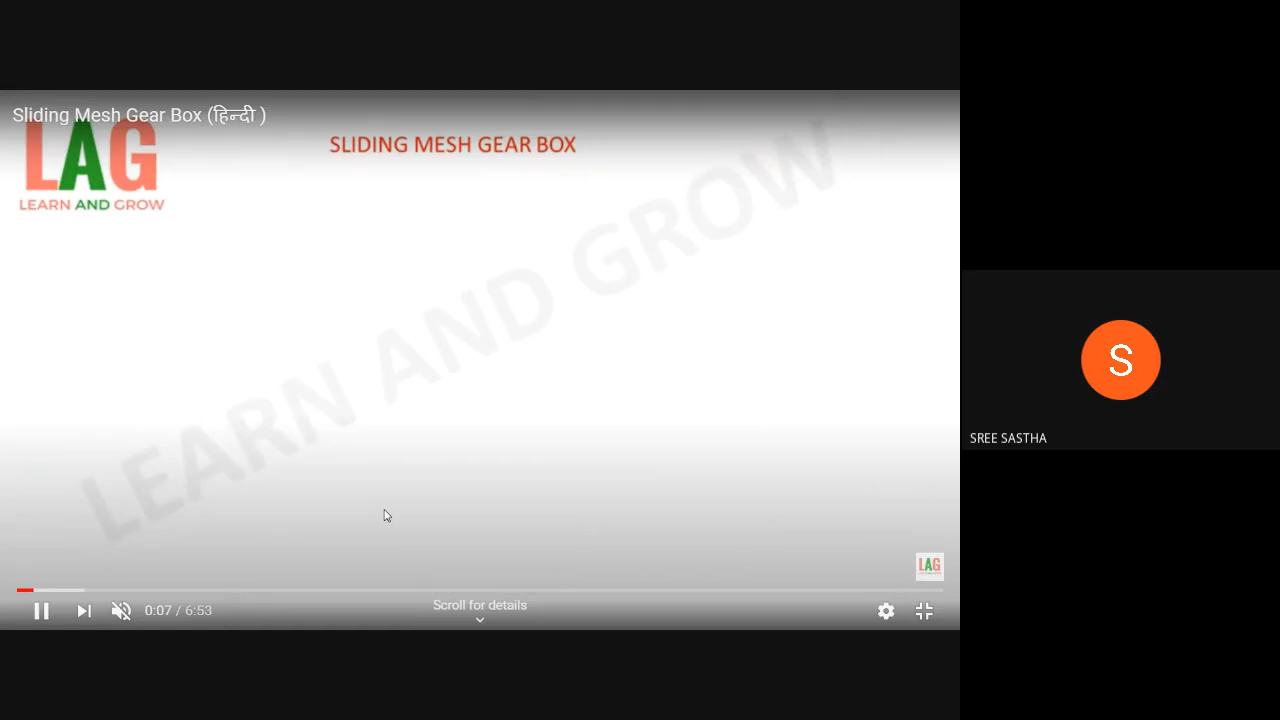 Sliding Mesh Gear Box (हिन्दी )
LAG
LEARN AND GROW
SLIDING MESH GEAR BOX
LEARN AND GROW
LAG
0:07 / 6:53
Scroll for details
S
SREE SASTHA